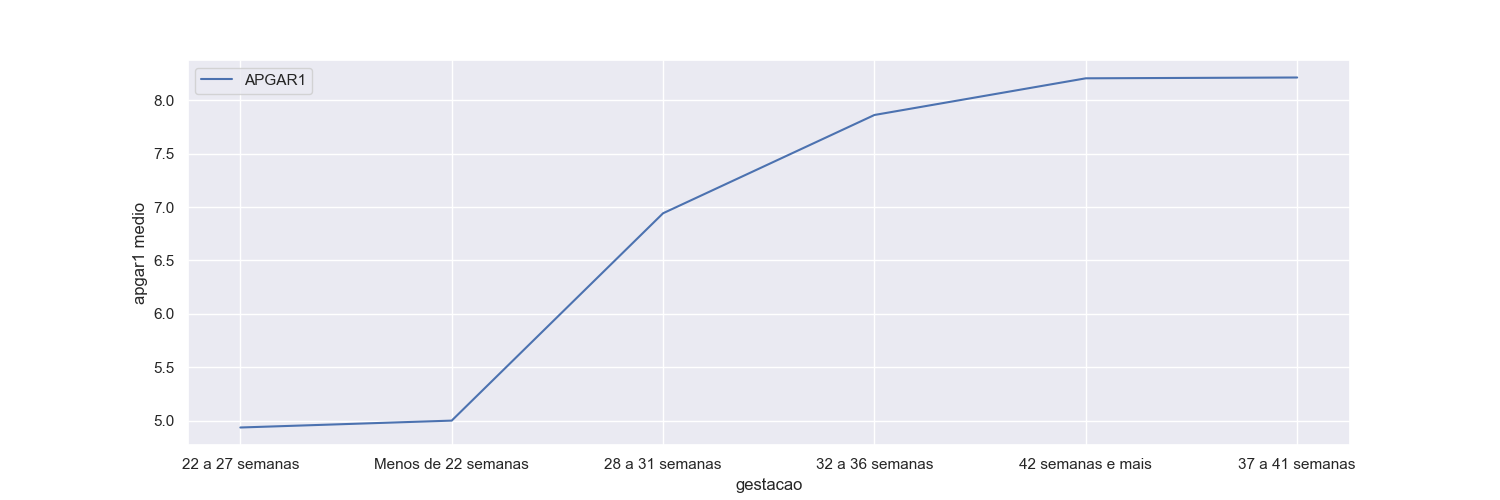 APGAR1
8.0
7.5
7.0
6.5
6.0
5.5
5.0
apgar1 medio
22 a 27 semanas
Menos de 22 semanas
28 a 31 semanas
32 a 36 semanas
42 semanas e mais
37 a 41 semanas
gestacao